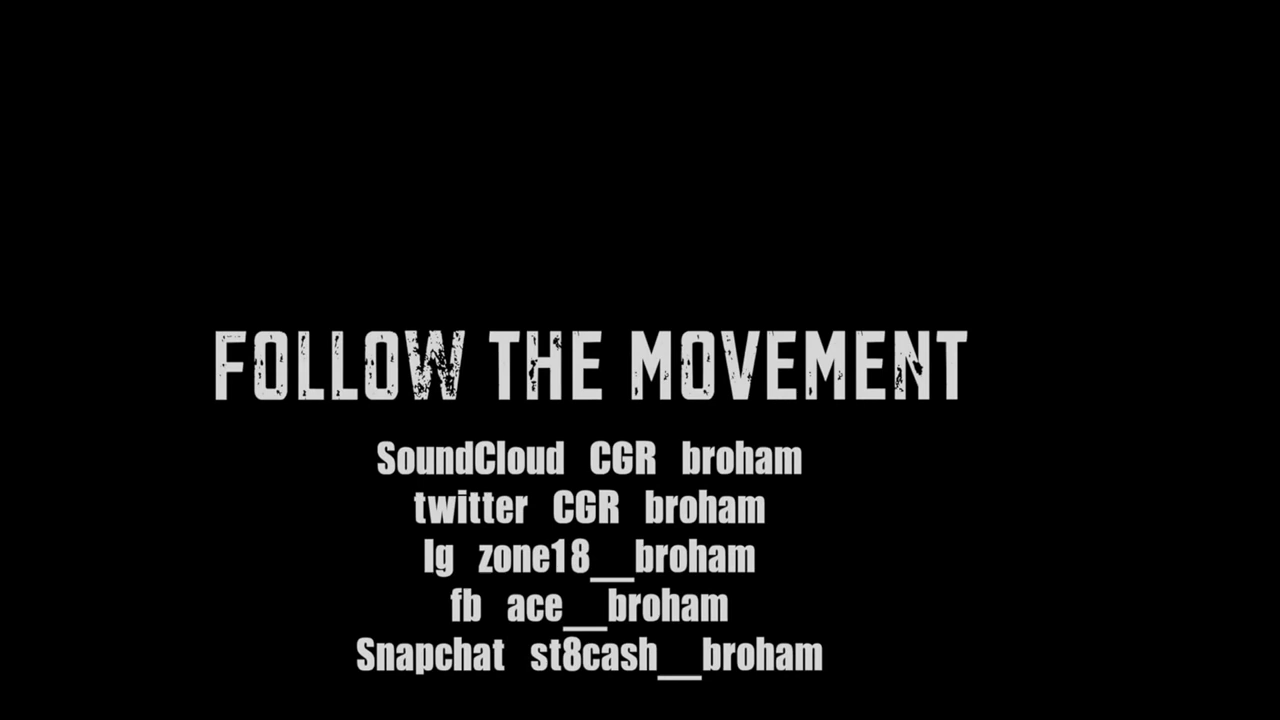 FOLLOW THE MOVEMENT
SoundCloud CGR broham
twitter CGR broham
Ig zone18__broham
fb ace__broham
Snapchat st8cash__broham